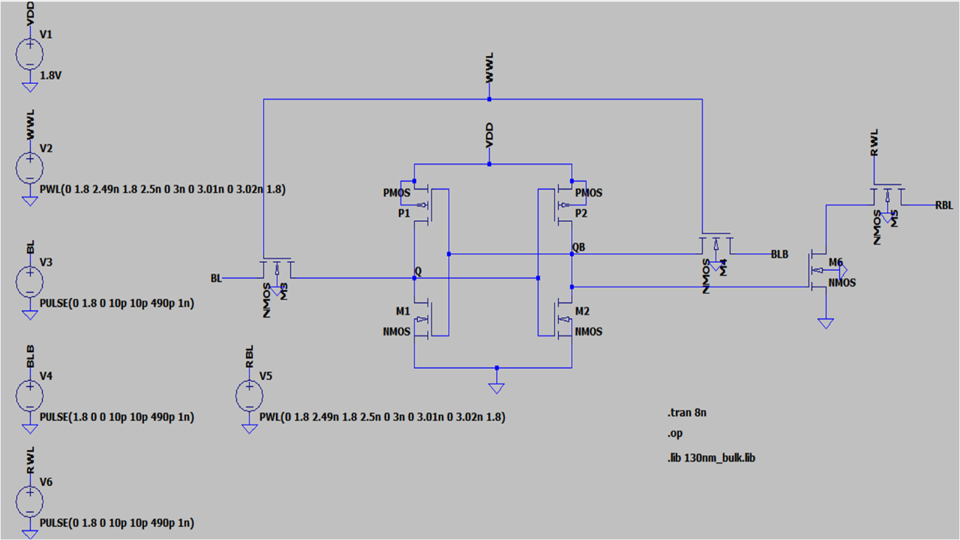 VDD
V1
1.8V
WWL
V2
PWL(0 1.8 2.49n 1.8 2.5n 0 3n 0 3.01n 0 3.02n 1.8)
BL
V3
PULSE(0 1.8 0 10p 10p 490p 1n)
BLB
V4
PULSE(1.8 0 0 10p 10p 490p 1n)
RWL
V6
PULSE(0 1.8 0 10p 10p 490p 1n)
RBL
V5
PWL(0 1.8 2.49n 1.8 2.5n 0 3n 0 3.01n 0 3.02n 1.8)
WWL
VDD
PMOS
P1
PMOS
P2
BL
NMOS
M3
Q
QB
M1
NMOS
M2
NMOS
NMOS
M4
BLB
M6
NMOS
RWL
NMOS
M5
RBL
.tran 8n
.op
.lib 130nm_bulk.lib